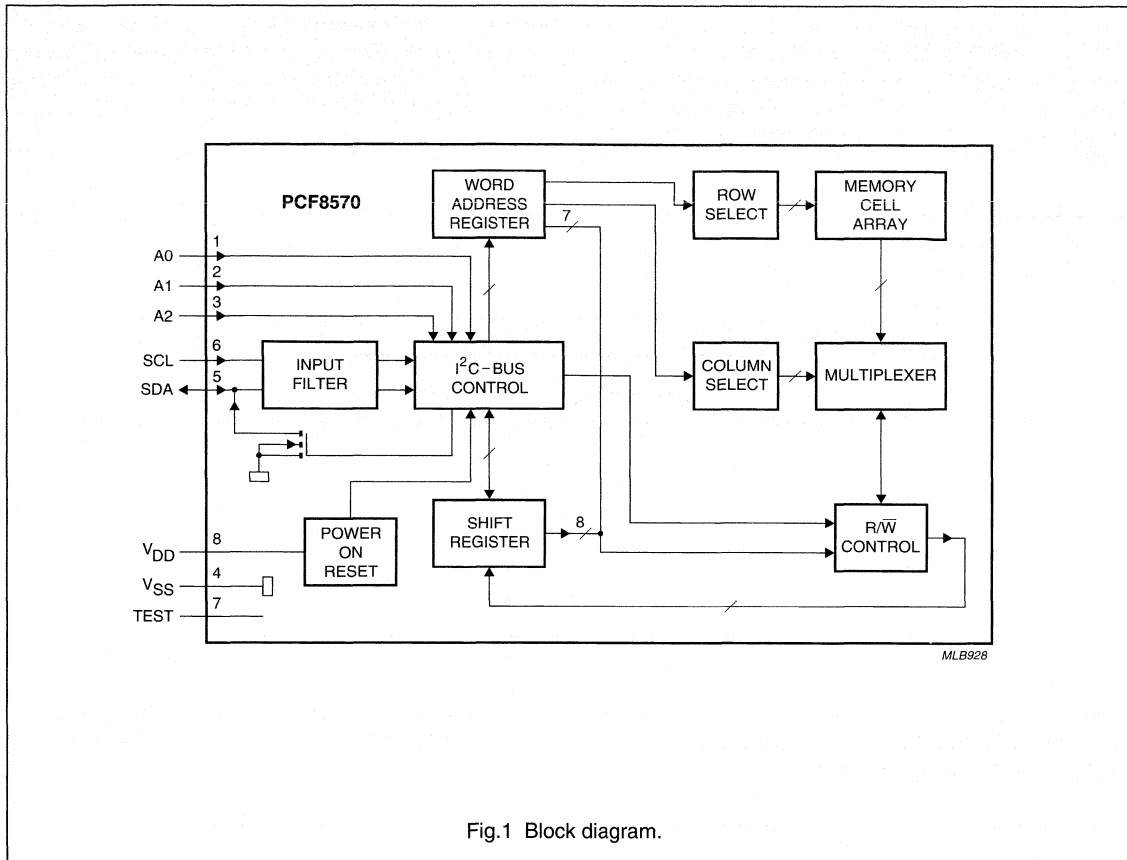 PCF8570
WORD
ADDRESS
REGISTER
7
ROW
SELECT
MEMORY
CELL
ARRAY
A0 1
A1 2
A2 3
SCL 6
SDA 5
INPUT
FILTER
I²C–BUS
CONTROL
COLUMN
SELECT
MULTIPLEXER
POWER
ON
RESET
SHIFT
REGISTER
8
R/W̅
CONTROL
VDD 8
VSS 4
TEST 7
MLB928
Fig.1 Block diagram.